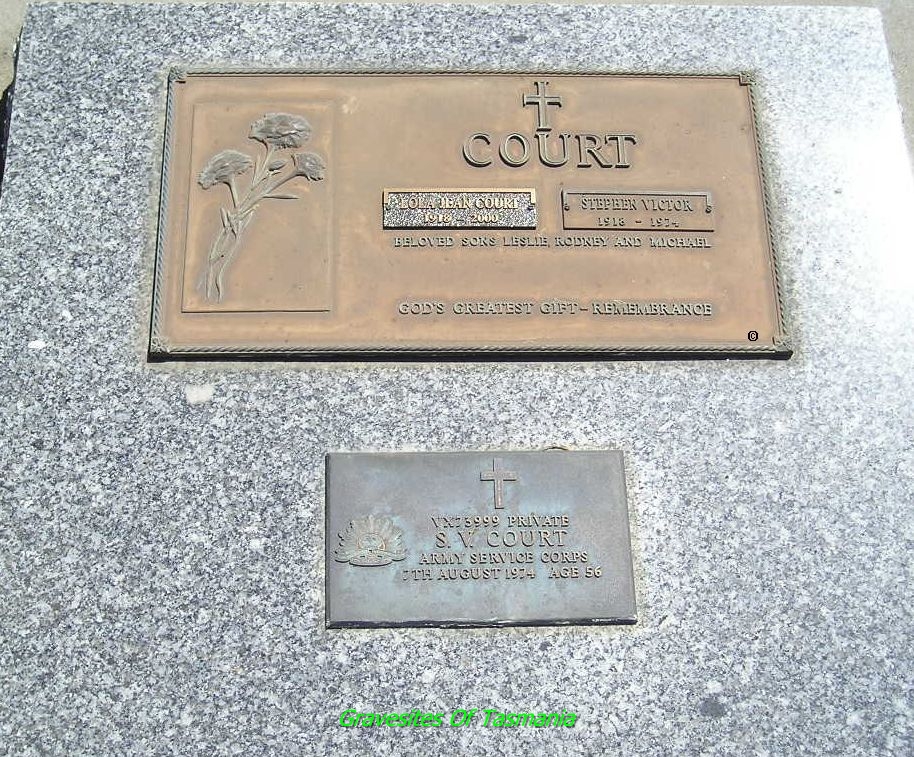 COURT
LOLA JEAN COURT
1918 - 2000
STEPHEN VICTOR
1918 - 1974
BELOVED SONS LESLIE, RODNEY AND MICHAEL
GOD'S GREATEST GIFT - REMEMBRANCE
©
VX73999 PRIVATE
S. V. COURT
ARMY SERVICE CORPS
7TH AUGUST 1974 AGE 56
Gravesites Of Tasmania